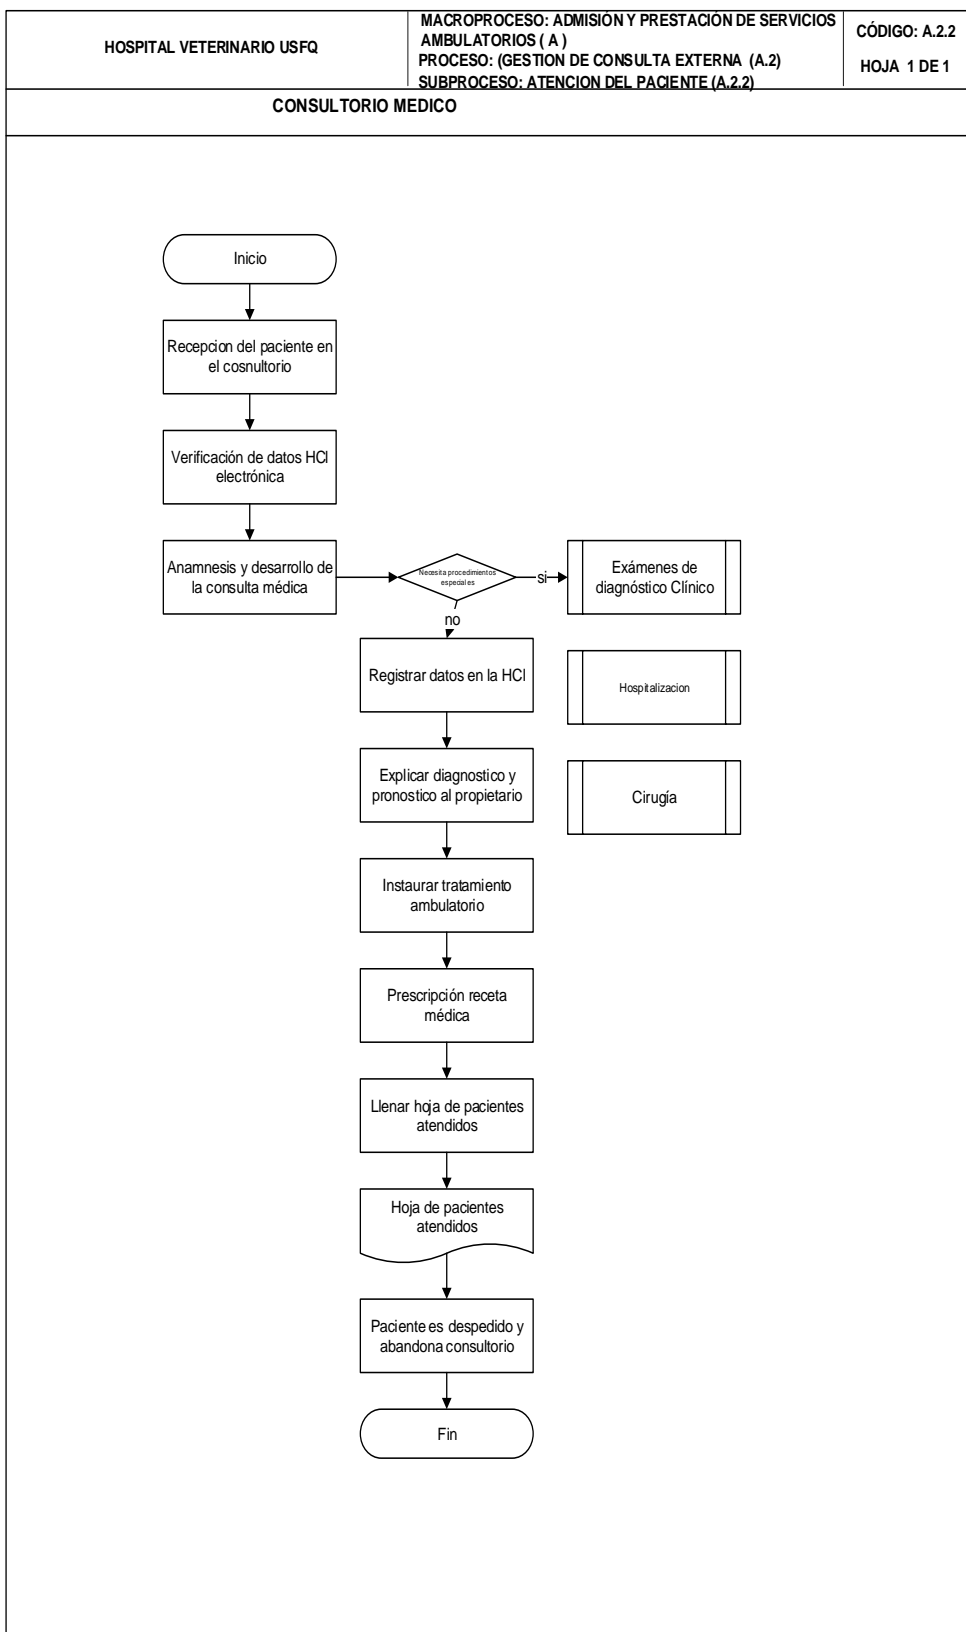 HOSPITAL VETERINARIO USFQ
MACROPROCESO: ADMISIÓN Y PRESTACIÓN DE SERVICIOS
AMBULATORIOS ( A )
PROCESO: (GESTION DE CONSULTA EXTERNA (A.2)
SUBPROCESO: ATENCION DEL PACIENTE (A.2.2)
CÓDIGO: A.2.2
HOJA 1 DE 1
CONSULTORIO MEDICO
Inicio
Recepcion del paciente en
el cosnultorio
Verificación de datos HCl
electrónica
Anamnesis y desarrollo de
la consulta médica
Necesita procedimientos
especiales
si
Exámenes de
diagnóstico Clínico
no
Registrar datos en la HCl
Hospitalizacion
Explicar diagnostico y
pronostico al propietario
Cirugía
Instaurar tratamiento
ambulatorio
Prescripción receta
médica
Llenar hoja de pacientes
atendidos
Hoja de pacientes
atendidos
Paciente es despedido y
abandona consultorio
Fin